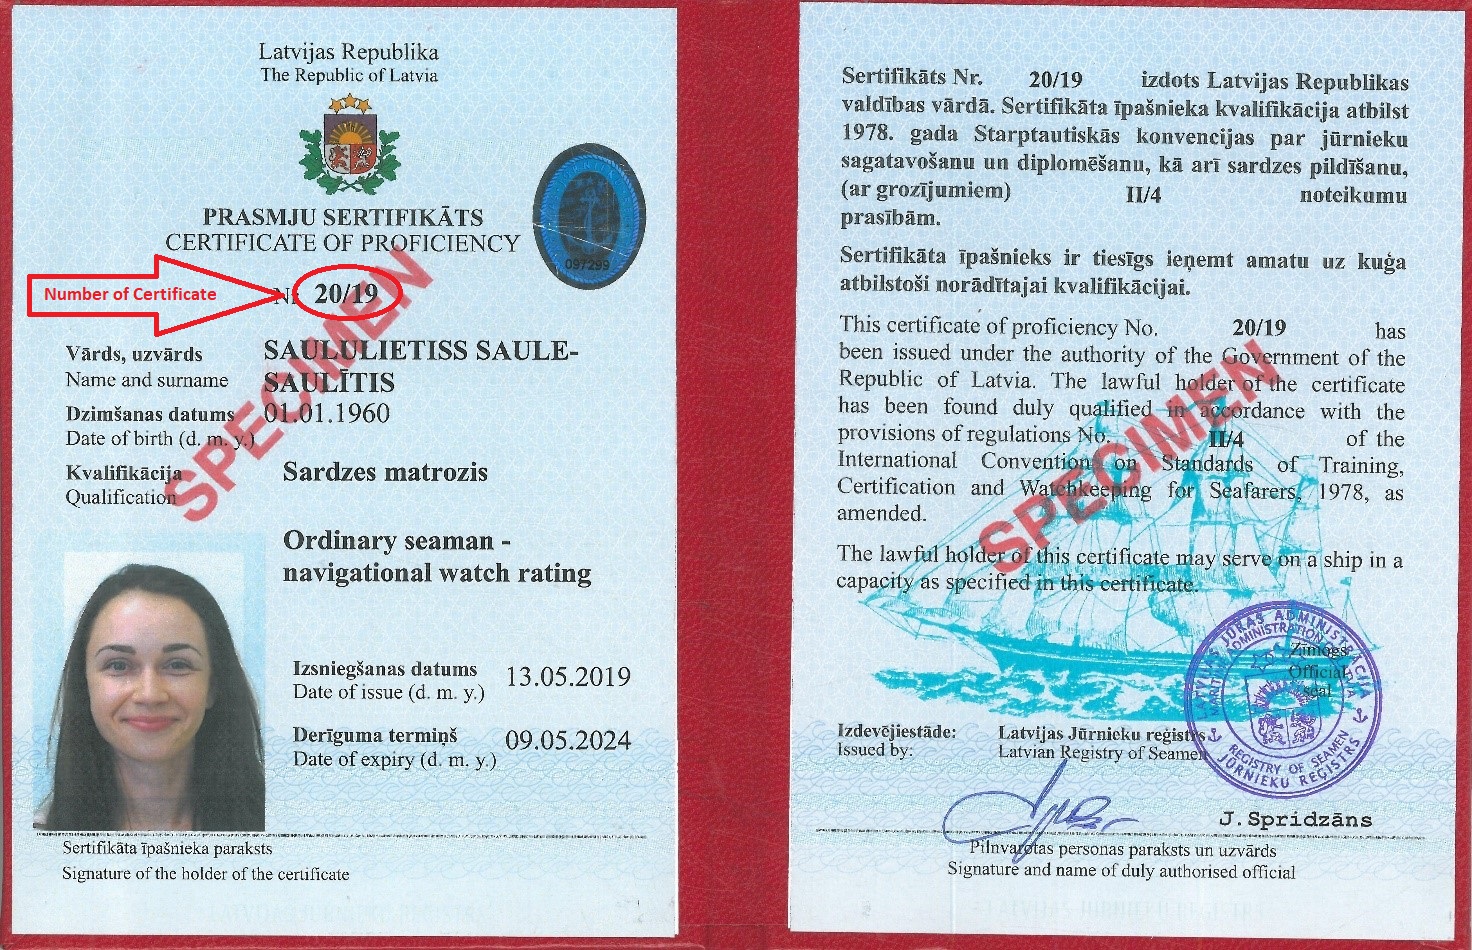 Latvijas Republika
The Republic of Latvia
PRASMJU SERTIFIKĀTS
CERTIFICATE OF PROFICIENCY
097299
Number of Certificate
Nr 20/19
SPECIMEN
Vārds, uzvārds SAULULIETISS SAULE-
Name and surname SAULĪTIS
Dzimšanas datums 01.01.1960
Date of birth (d. m. y.)
Kvalifikācija Sardzes matrozis
Qualification
Ordinary seaman -
navigational watch rating
Izsniegšanas datums 13.05.2019
Date of issue (d. m. y.)
Derīguma termiņš 09.05.2024
Date of expiry (d. m. y.)
Sertifikāta īpašnieka paraksts
Signature of the holder of the certificate
Sertifikāts Nr. 20/19 izdots Latvijas Republikas
valdības vārdā. Sertifikāta īpašnieka kvalifikācija atbilst
1978. gada Starptautiskās konvencijas par jūrnieku
sagatavošanu un diplomēšanu, kā arī sardzes pildīšanu,
(ar grozījumiem) II/4 noteikumu
prasībām.
Sertifikāta īpašnieks ir tiesīgs ieņemt amatu uz kuģa
atbilstoši norādītajai kvalifikācijai.
This certificate of proficiency No. 20/19 has
been issued under the authority of the Government of the
Republic of Latvia. The lawful holder of the certificate
has been found duly qualified in accordance with the
provisions of regulations No. II/4 of the
International Convention on Standards of Training,
Certification and Watchkeeping for Seafarers, 1978, as
amended.
The lawful holder of this certificate may serve on a ship in a
capacity as specified in this certificate.
SPECIMEN
LATVIJAS JŪRAS ADMINISTRĀCIJA
MARITIME ADMINISTRATION
Zīmogs
Official
seal
REGISTRY OF SEAMEN
JŪRNIEKU REĢISTRS
Izdevējiestāde: Latvijas Jūrnieku reģistrs
Issued by: Latvian Registry of Seamen
J.Spridzāns
Pilnvarotas personas paraksts un uzvārds
Signature and name of duly authorised official